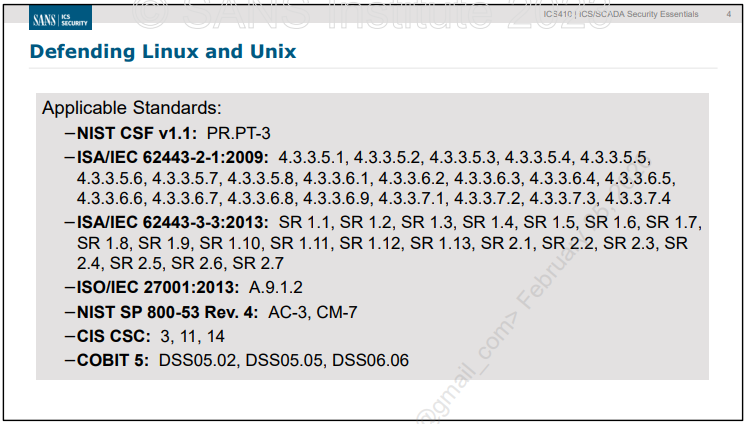 © SANS Institute 2020
SANS ICS SECURITY
ICS410 | ICS/SCADA Security Essentials 4
Defending Linux and Unix
Applicable Standards:
–NIST CSF v1.1: PR.PT-3
–ISA/IEC 62443-2-1:2009: 4.3.3.5.1, 4.3.3.5.2, 4.3.3.5.3, 4.3.3.5.4, 4.3.3.5.5,
4.3.3.5.6, 4.3.3.5.7, 4.3.3.5.8, 4.3.3.6.1, 4.3.3.6.2, 4.3.3.6.3, 4.3.3.6.4, 4.3.3.6.5,
4.3.3.6.6, 4.3.3.6.7, 4.3.3.6.8, 4.3.3.6.9, 4.3.3.7.1, 4.3.3.7.2, 4.3.3.7.3, 4.3.3.7.4
–ISA/IEC 62443-3-3:2013: SR 1.1, SR 1.2, SR 1.3, SR 1.4, SR 1.5, SR 1.6, SR 1.7,
SR 1.8, SR 1.9, SR 1.10, SR 1.11, SR 1.12, SR 1.13, SR 2.1, SR 2.2, SR 2.3, SR
2.4, SR 2.5, SR 2.6, SR 2.7
–ISO/IEC 27001:2013: A.9.1.2
–NIST SP 800-53 Rev. 4: AC-3, CM-7
–CIS CSC: 3, 11, 14
–COBIT 5: DSS05.02, DSS05.05, DSS06.06
@gmail_com> February